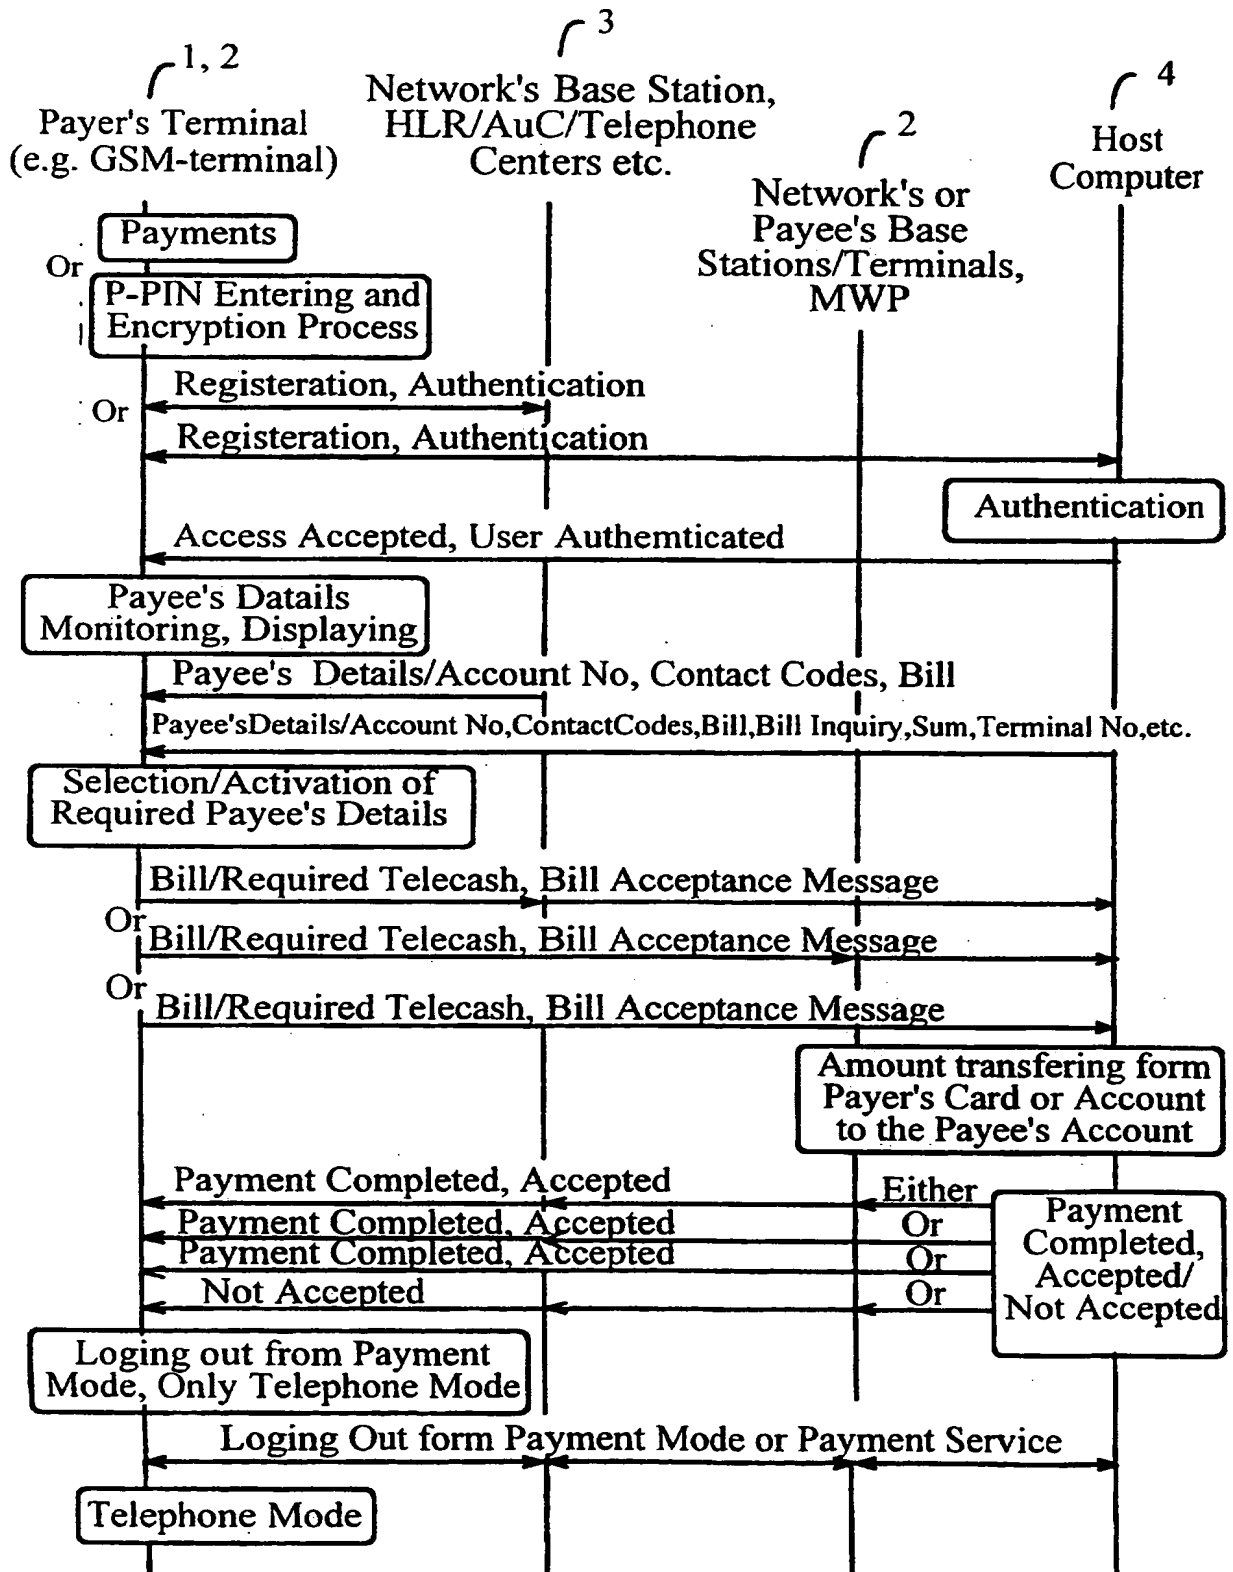 1, 2
3
2
4
Payer's Terminal
(e.g. GSM-terminal)
Network's Base Station,
HLR/AuC/Telephone
Centers etc.
Network's or
Payee's Base
Stations/Terminals,
MWP
Host
Computer
Payments
Or
P-PIN Entering and
Encryption Process
Registeration, Authentication
Or
Registeration, Authentication
Authentication
Access Accepted, User Authemticated
Payee's Datails
Monitoring, Displaying
Payee's Details/Account No, Contact Codes, Bill
Payee'sDetails/Account No,ContactCodes,Bill,Bill Inquiry,Sum,Terminal No,etc.
Selection/Activation of
Required Payee's Details
Bill/Required Telecash, Bill Acceptance Message
Or
Bill/Required Telecash, Bill Acceptance Message
Or
Bill/Required Telecash, Bill Acceptance Message
Amount transfering form
Payer's Card or Account
to the Payee's Account
Payment Completed, Accepted
Either
Payment Completed, Accepted
Or
Payment Completed, Accepted
Or
Not Accepted
Or
Payment
Completed,
Accepted/
Not Accepted
Loging out from Payment
Mode, Only Telephone Mode
Loging Out form Payment Mode or Payment Service
Telephone Mode